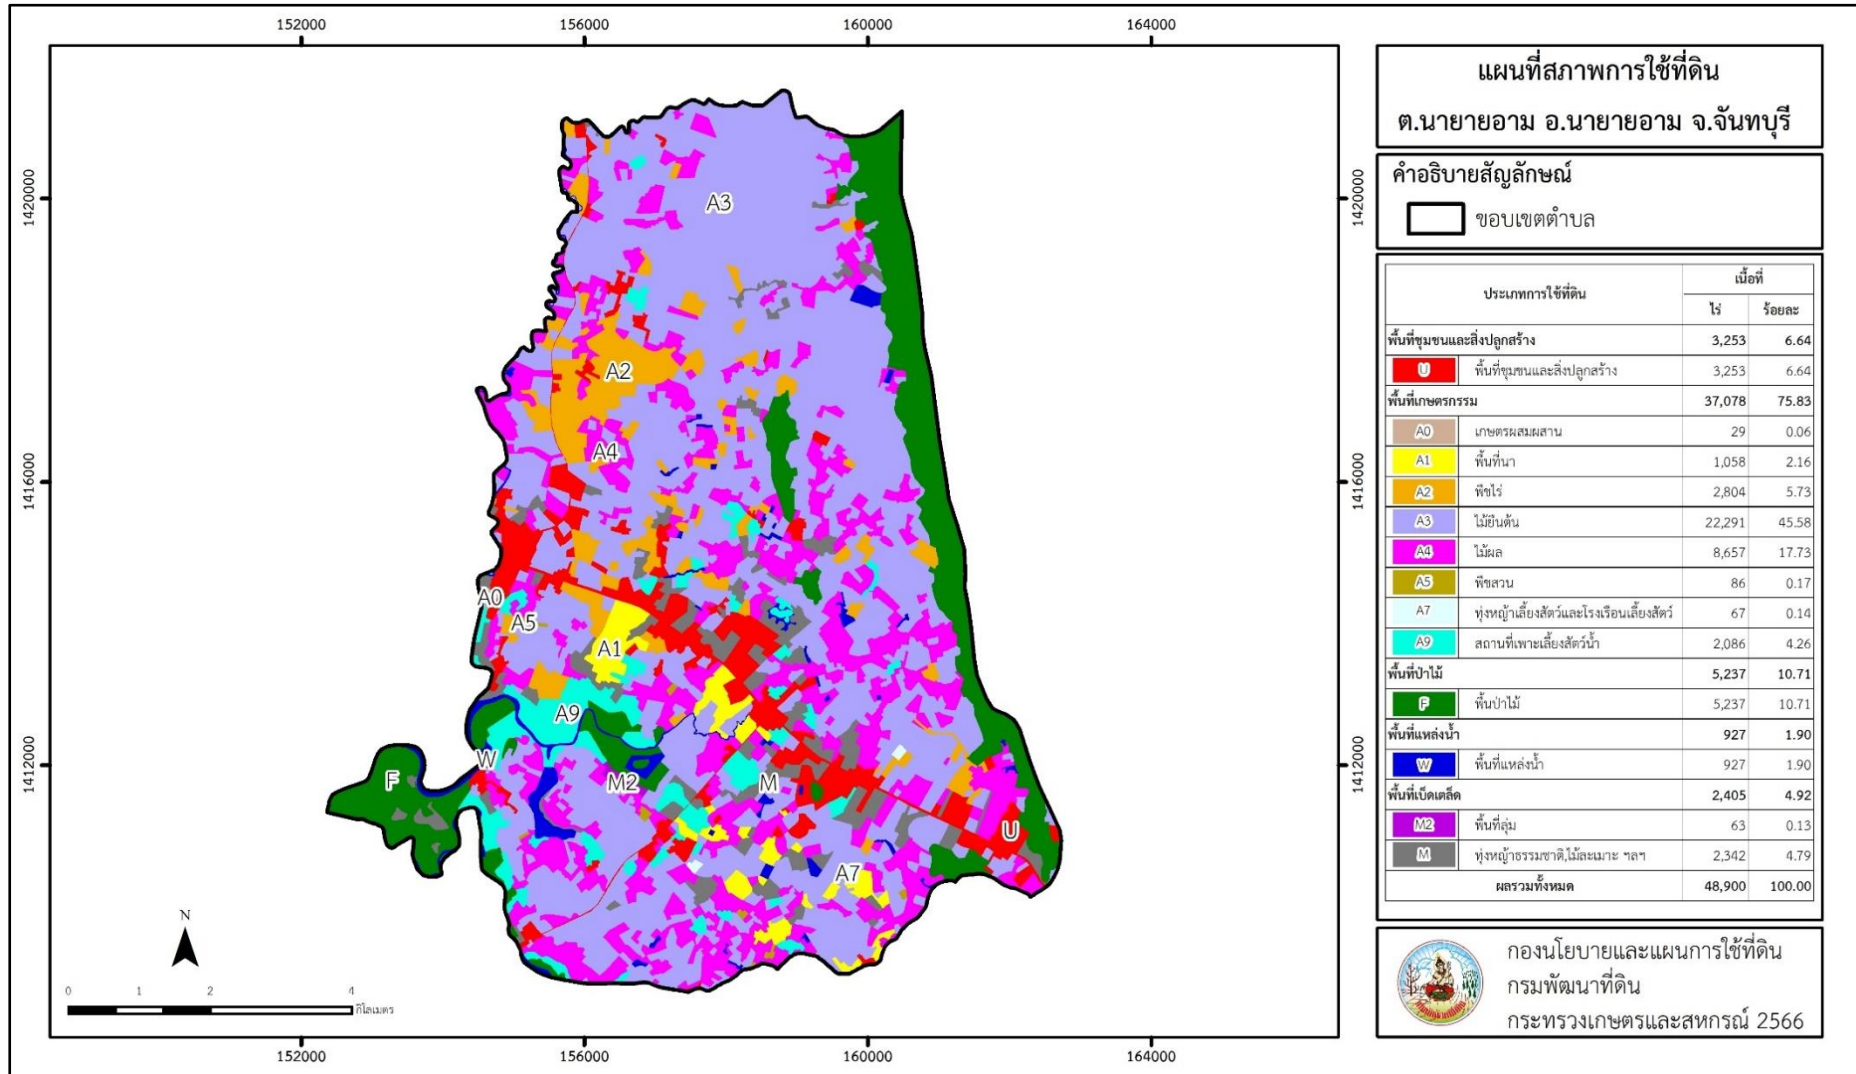 152000
156000
160000
164000
1420000
1416000
1412000
1420000
1416000
1412000
A3
A2
A4
A0
A5
A1
A9
W
F
M2
M
U
A7
N
0 1 2 4
กิโลเมตร
152000
156000
160000
164000
แผนที่สภาพการใช้ที่ดิน
ต.นายายอาม อ.นายายอาม จ.จันทบุรี
คำอธิบายสัญลักษณ์
ขอบเขตตำบล
ประเภทการใช้ที่ดิน เนื้อที่
ไร่ ร้อยละ
พื้นที่ชุมชนและสิ่งปลูกสร้าง 3,253 6.64
U พื้นที่ชุมชนและสิ่งปลูกสร้าง 3,253 6.64
พื้นที่เกษตรกรรม 37,078 75.83
A0 เกษตรผสมผสาน 29 0.06
A1 พื้นที่นา 1,058 2.16
A2 พืชไร่ 2,804 5.73
A3 ไม้ยืนต้น 22,291 45.58
A4 ไม้ผล 8,657 17.73
A5 พืชสวน 86 0.17
A7 ทุ่งหญ้าเลี้ยงสัตว์และโรงเรือนเลี้ยงสัตว์ 67 0.14
A9 สถานที่เพาะเลี้ยงสัตว์น้ำ 2,086 4.26
พื้นที่ป่าไม้ 5,237 10.71
F พื้นป่าไม้ 5,237 10.71
พื้นที่แหล่งน้ำ 927 1.90
W พื้นที่แหล่งน้ำ 927 1.90
พื้นที่เบ็ดเตล็ด 2,405 4.92
M2 พื้นที่ลุ่ม 63 0.13
M ทุ่งหญ้าธรรมชาติ,ไม้ละเมาะ ฯลฯ 2,342 4.79
ผลรวมทั้งหมด 48,900 100.00
กองนโยบายและแผนการใช้ที่ดิน
กรมพัฒนาที่ดิน
กระทรวงเกษตรและสหกรณ์ 2566